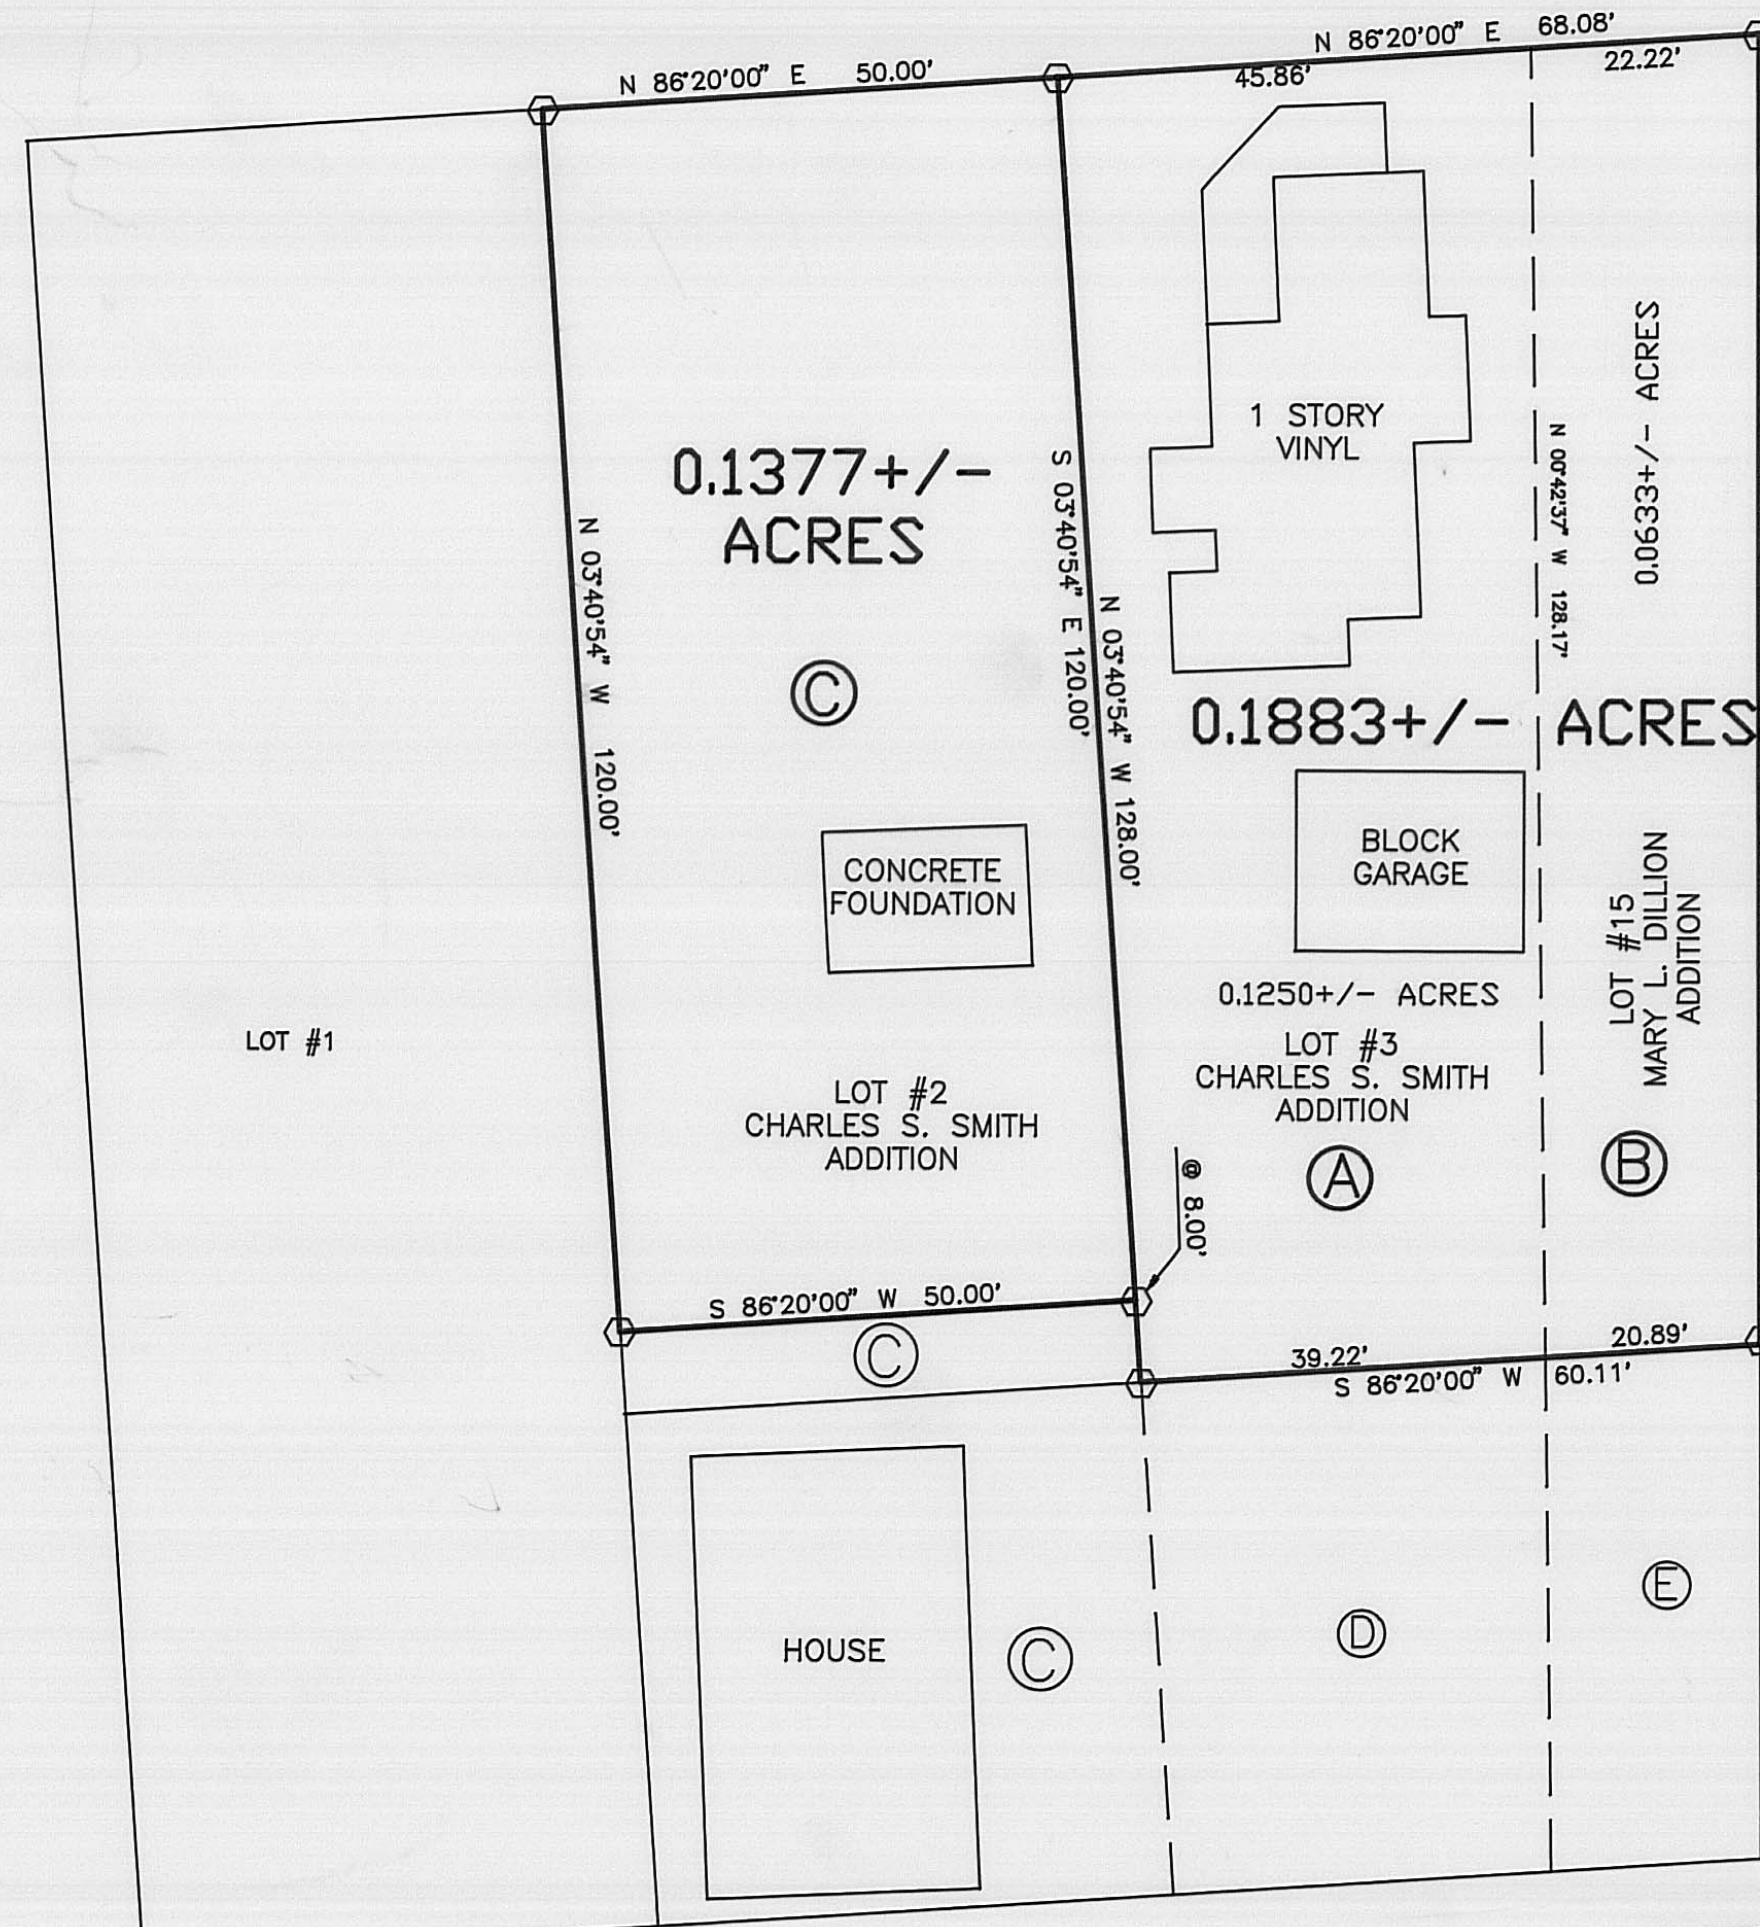 N 86°20'00" E 68.08'
N 86°20'00" E 50.00'
45.86'
22.22'
0.1377+/-
ACRES
N 03°40'54" W 120.00'
S 03°40'54" E 120.00'
N 03°40'54" W 128.00'
1 STORY
VINYL
N 00°42'37" W 128.17'
0.0633+/- ACRES
C
0.1883+/- ACRES
CONCRETE
FOUNDATION
BLOCK
GARAGE
0.1250+/- ACRES
LOT #15
MARY L. DILLION
ADDITION
LOT #1
LOT #2
CHARLES S. SMITH
ADDITION
LOT #3
CHARLES S. SMITH
ADDITION
A
B
@ 8.00'
S 86°20'00" W 50.00'
C
39.22'
20.89'
S 86°20'00" W 60.11'
HOUSE
C
D
E